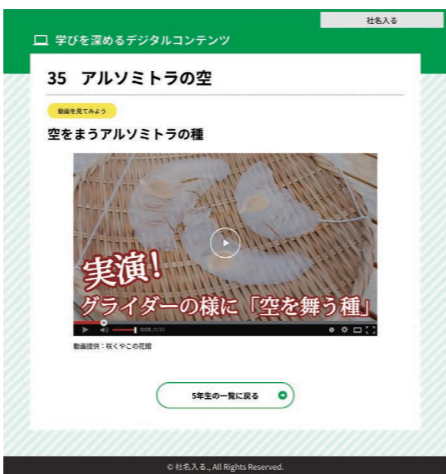 社名入る
学びを深めるデジタルコンテンツ
35 アルソミトラの空
動画を見てみよう
空をまうアルソミトラの種
実演!
グライダーの様に「空を舞う種」
動画提供:咲くやこの花館
5年生の一覧に戻る
© 社名入る., All Rights Reserved.